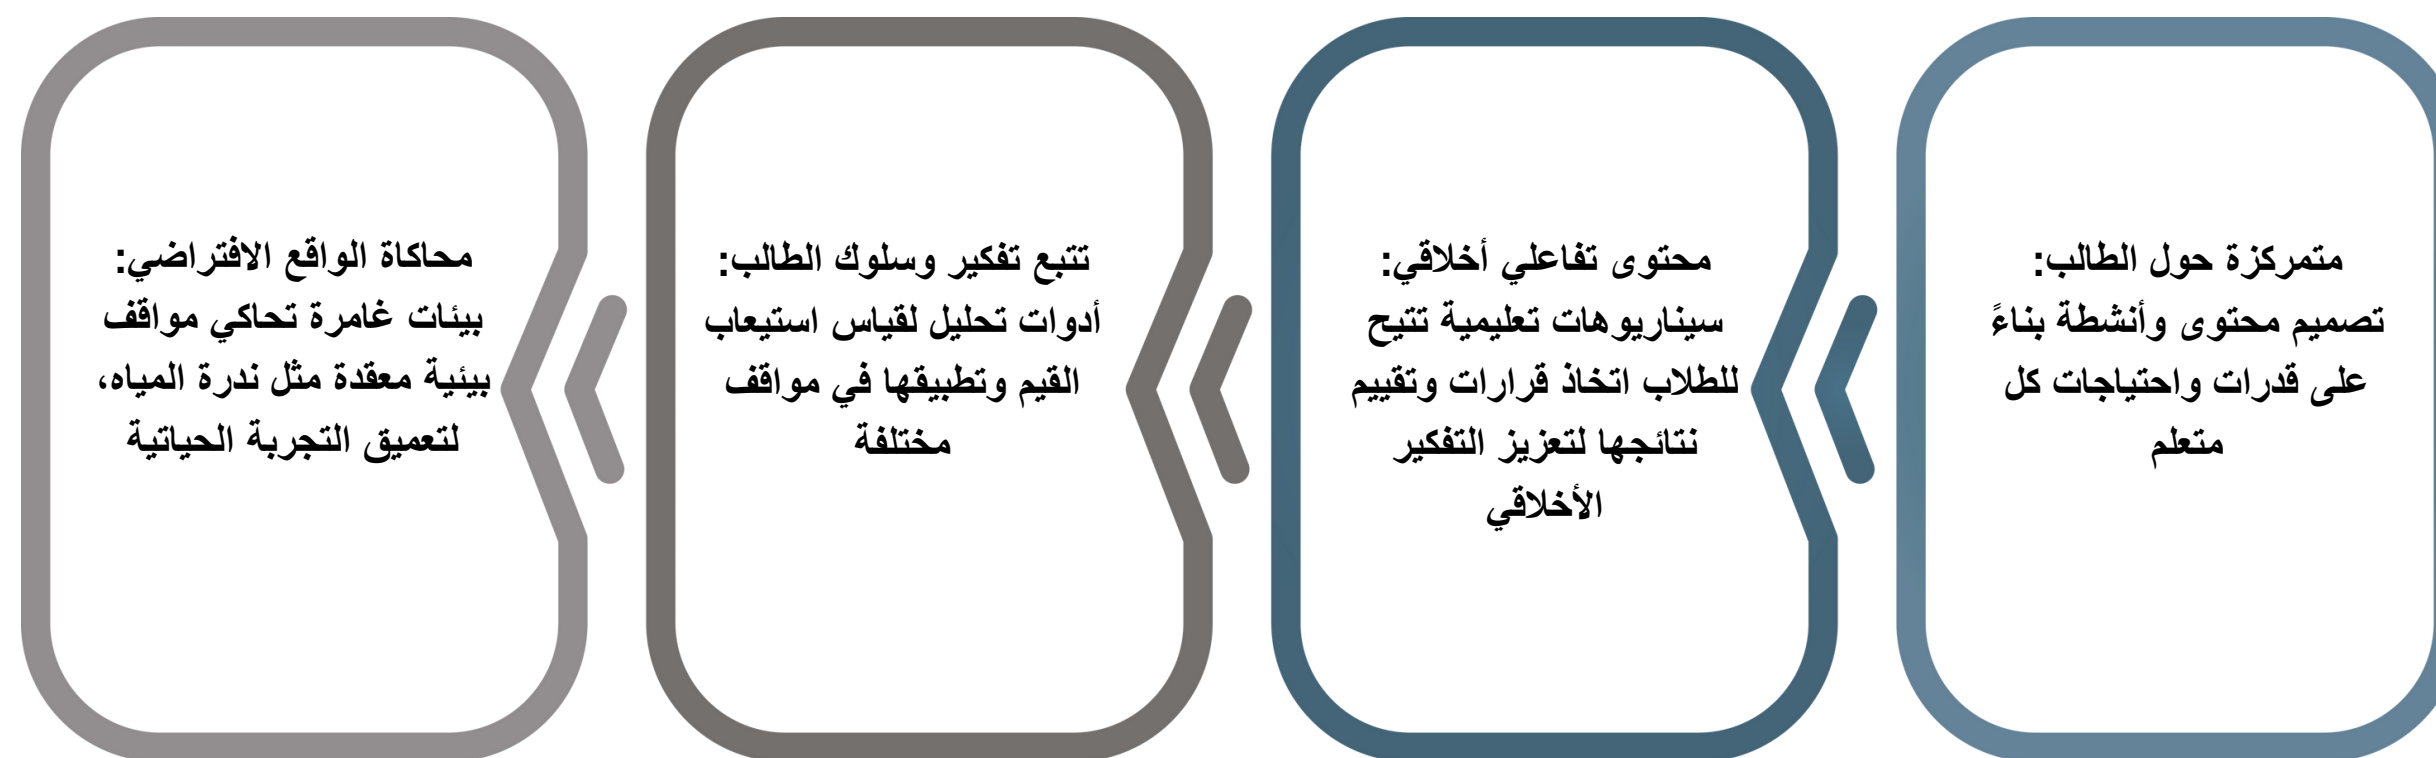 متمركزة حول الطالب:
تصميم محتوى وأنشطة بناءً
على قدرات واحتياجات كل
متعلم
محتوى تفاعلي أخلاقي:
سيناريوهات تعليمية تتيح
للطلاب اتخاذ قرارات وتقييم
نتائجها لتعزيز التفكير
الأخلاقي
تتبع تفكير وسلوك الطالب:
أدوات تحليل لقياس استيعاب
القيم وتطبيقها في مواقف
مختلفة
محاكاة الواقع الافتراضي:
بيئات غامرة تحاكي مواقف
بيئية معقدة مثل ندرة المياه،
لتعميق التجربة الحياتية